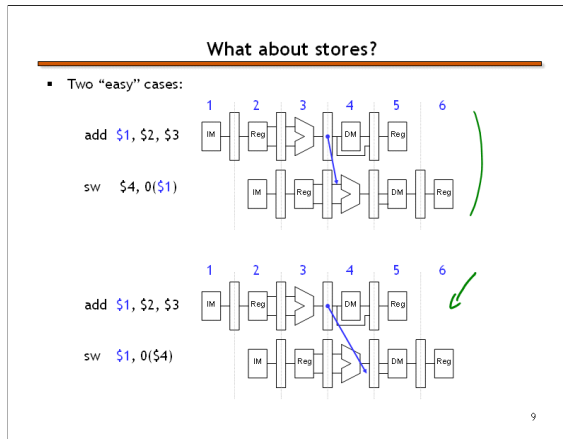 What about stores?
▪ Two “easy” cases:
1 2 3 4 5 6
add $1, $2, $3
IM Reg DM Reg
sw $4, 0($1)
IM Reg DM Reg
1 2 3 4 5 6
add $1, $2, $3
IM Reg DM Reg
sw $1, 0($4)
IM Reg DM Reg
9